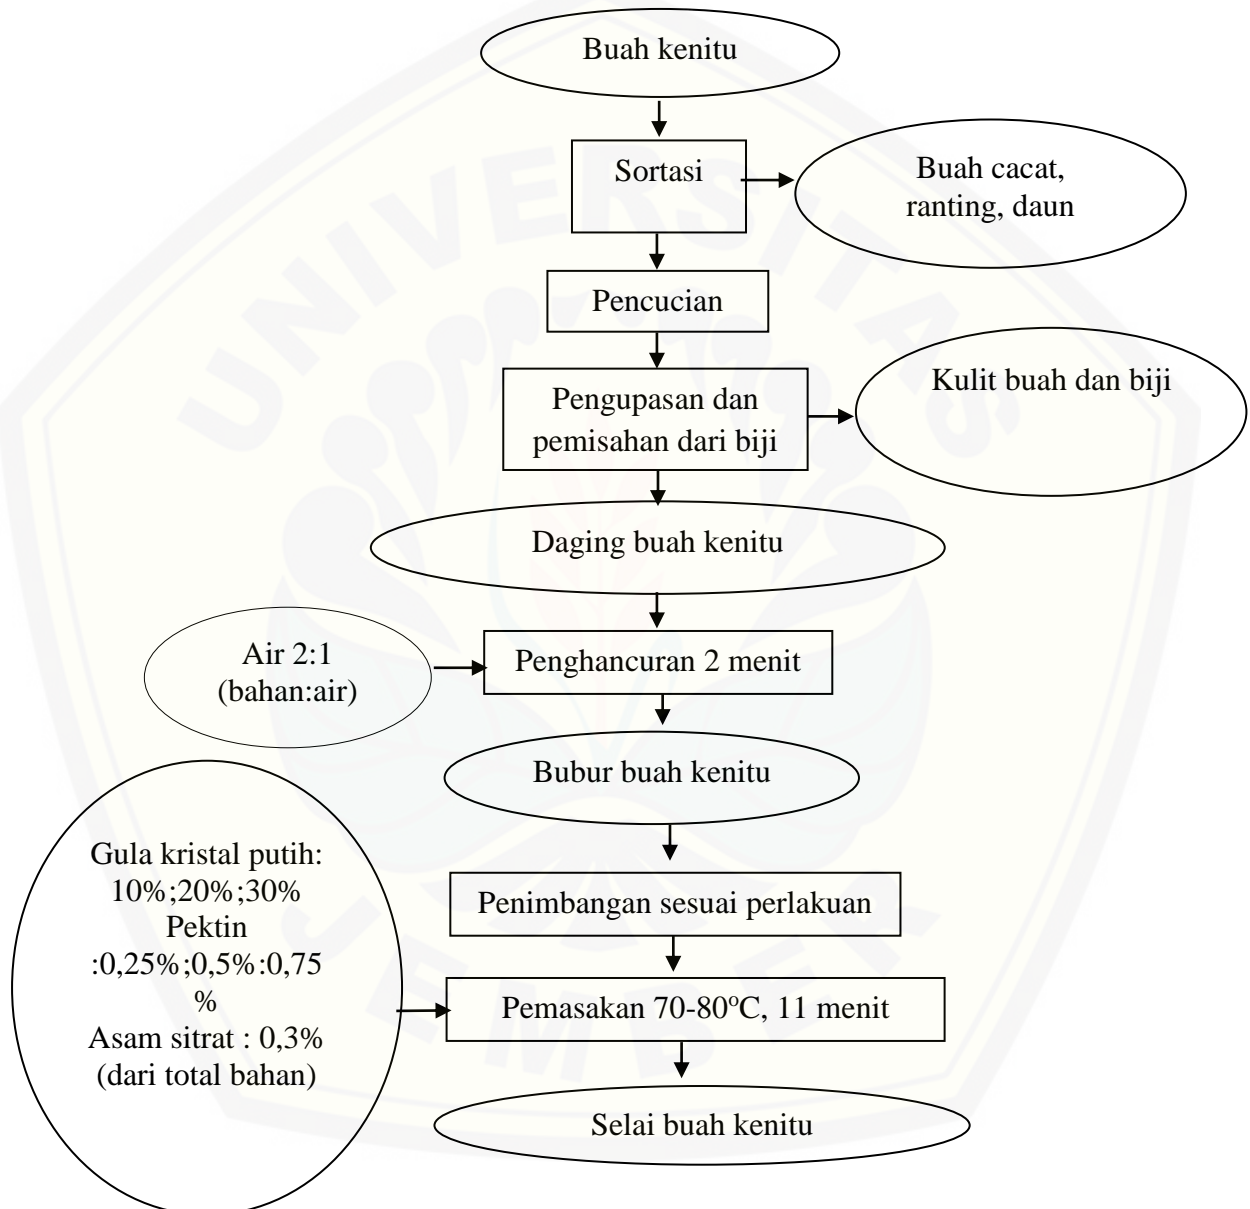 Buah kenitu
Sortasi
Buah cacat,
ranting, daun
Pencucian
Pengupasan dan
pemisahan dari biji
Kulit buah dan biji
Daging buah kenitu
Air 2:1
(bahan:air)
Penghancuran 2 menit
Bubur buah kenitu
Gula kristal putih:
10%;20%;30%
Pektin
:0,25%;0,5%:0,75
%
Asam sitrat : 0,3%
(dari total bahan)
Penimbangan sesuai perlakuan
Pemasakan 70-80°C, 11 menit
Selai buah kenitu
UNIVERSITAS
JEMBER